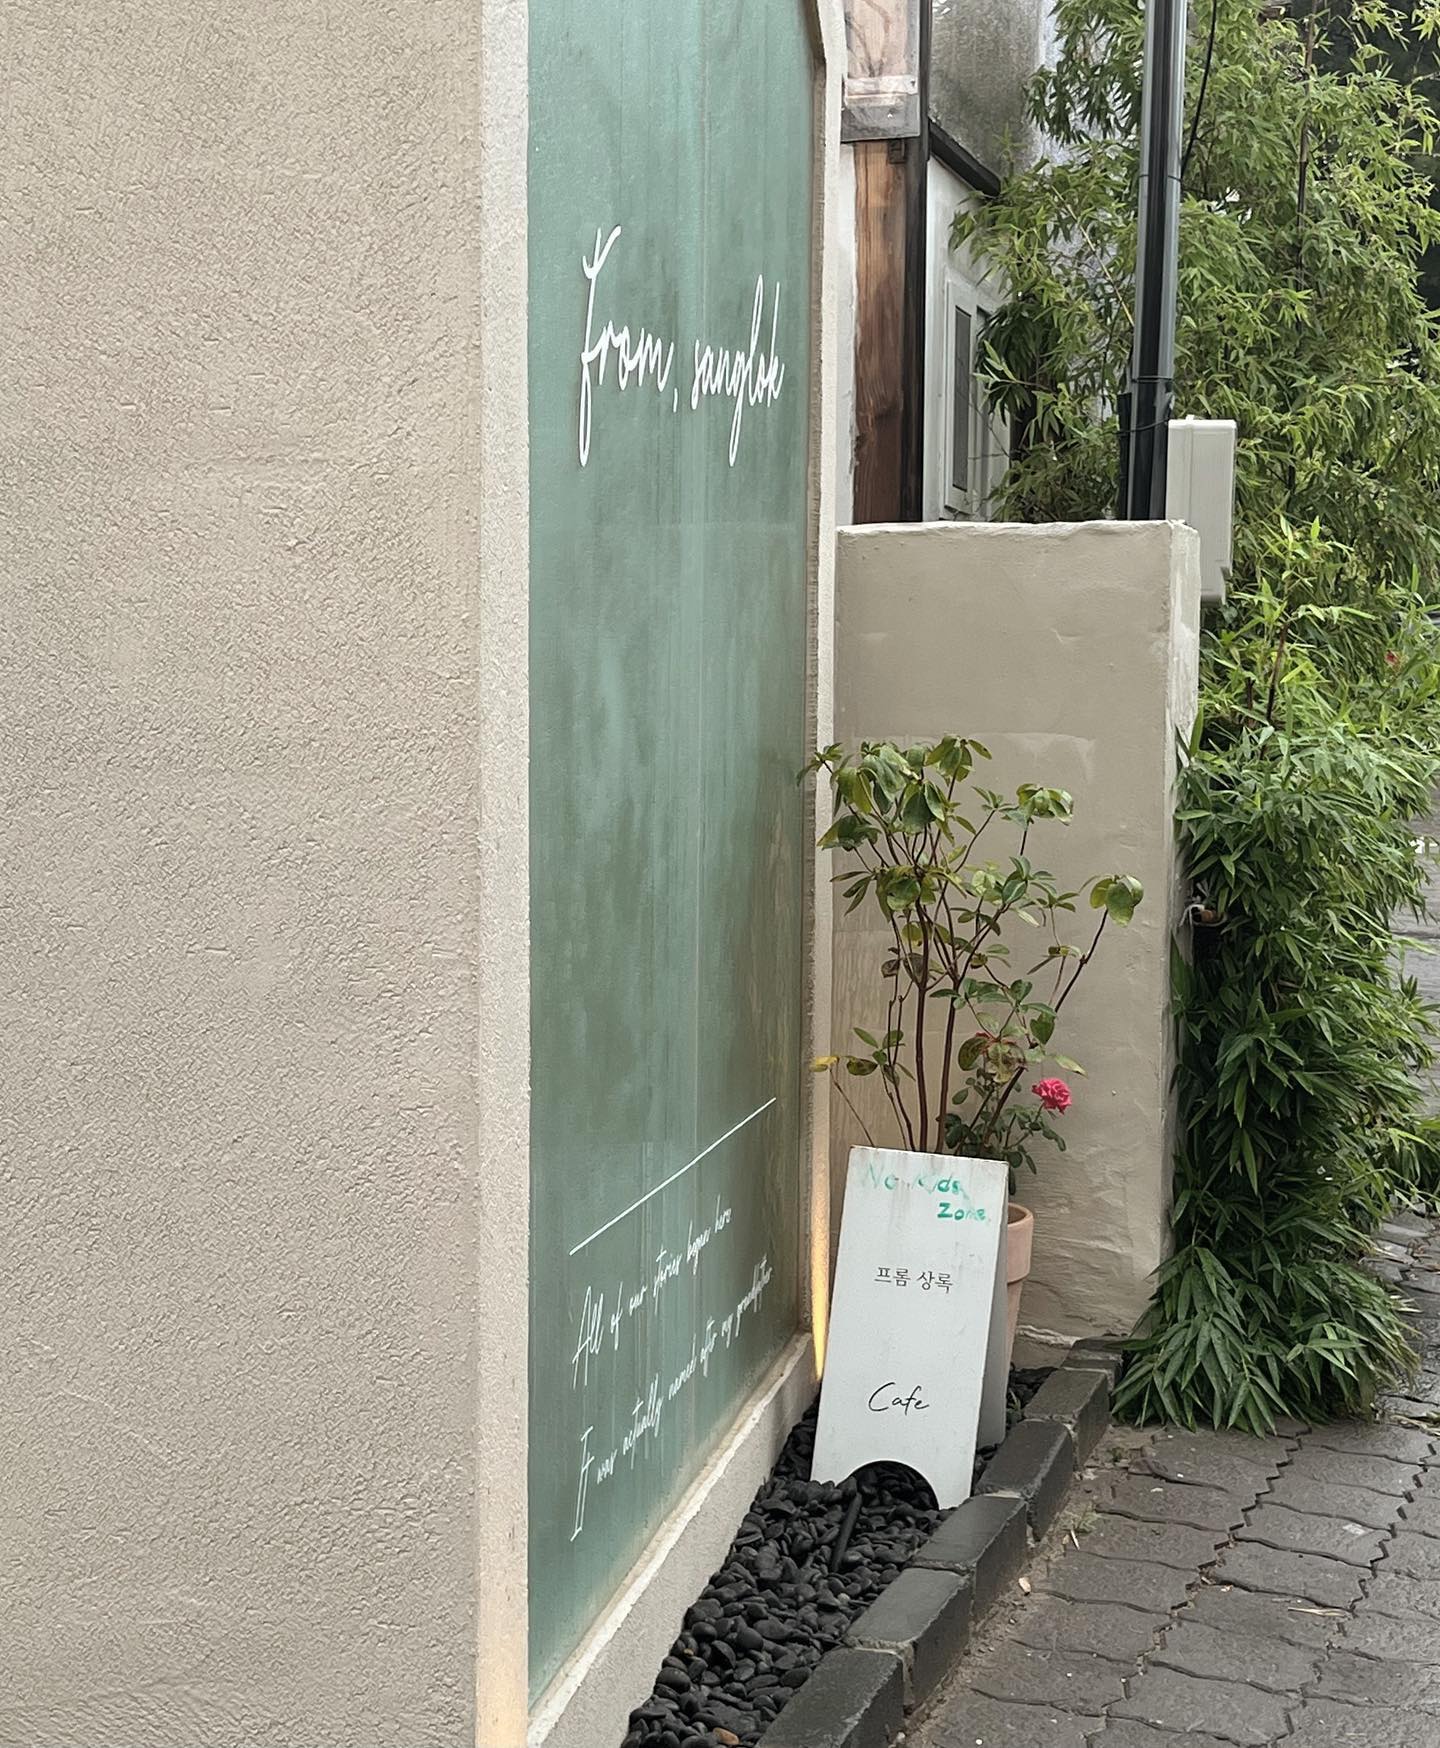 from, sanglok
All of our stories began here
It was actually named after my grandfather
No Kids
Zone
프롬 상록
Cafe